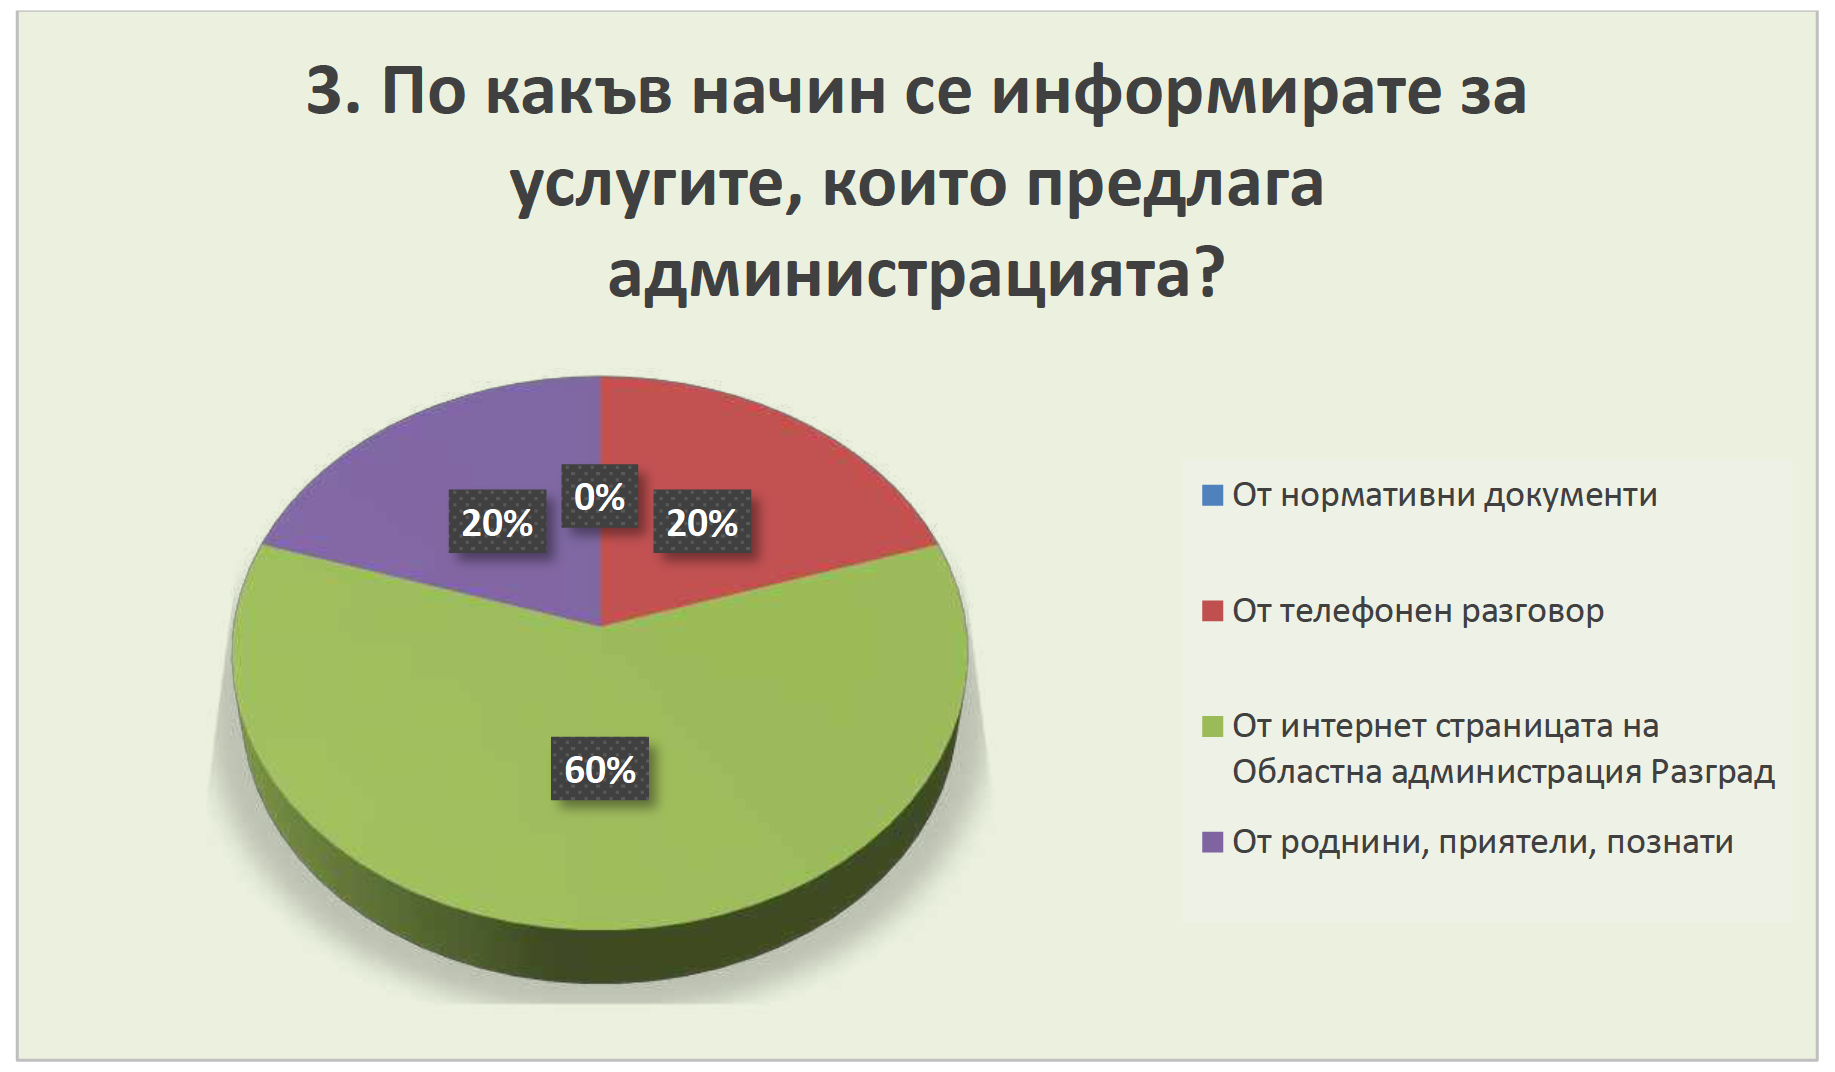 3. По какъв начин се информирате за
услугите, които предлага
администрацията?
0%
20%
20%
60%
От нормативни документи
От телефонен разговор
От интернет страницата на
Областна администрация Разград
От роднини, приятели, познати